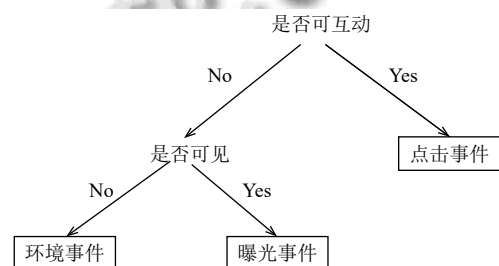 是否可互动
No
Yes
是否可见
点击事件
No
Yes
环境事件
曝光事件